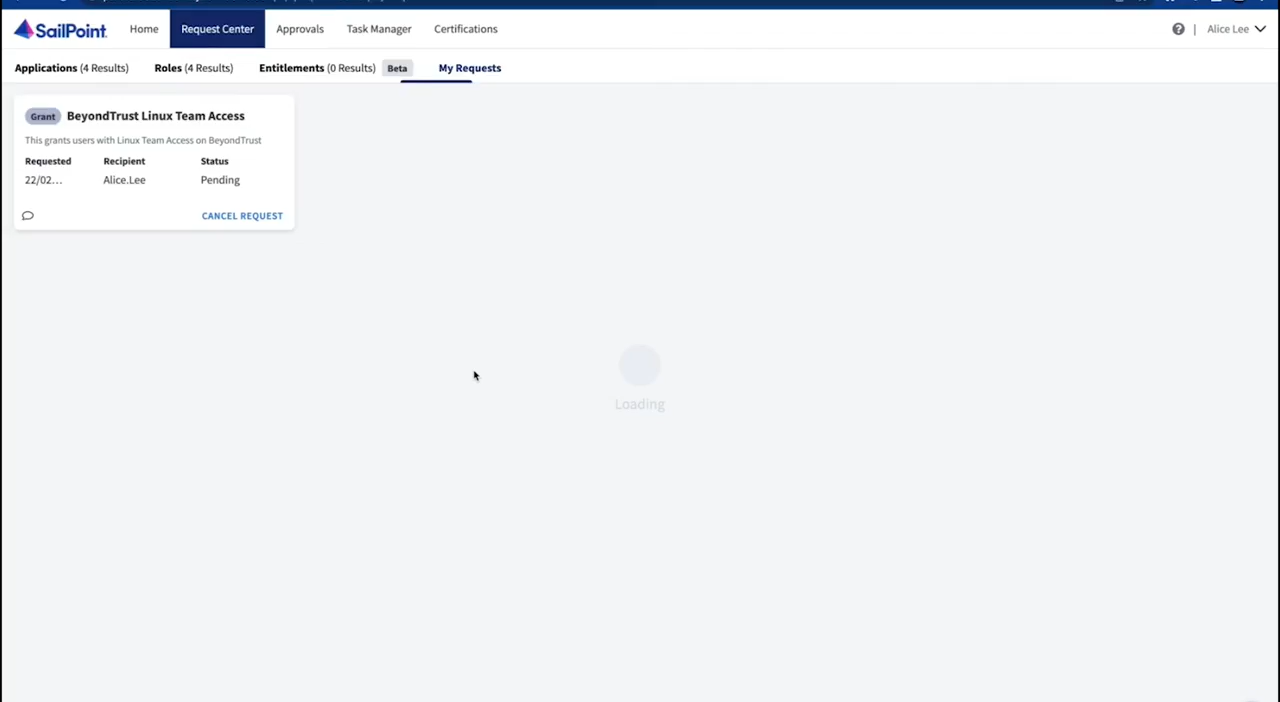 SailPoint. Home Request Center Approvals Task Manager Certifications ? | Alice Lee
Applications (4 Results) Roles (4 Results) Entitlements (0 Results) Beta My Requests
Grant BeyondTrust Linux Team Access
This grants users with Linux Team Access on BeyondTrust
Requested Recipient Status
22/02... Alice.Lee Pending
CANCEL REQUEST
Loading